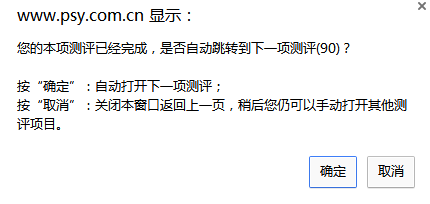 www.psy.com.cn 显示：
您的本项测评已经完成，是否自动跳转到下一项测评(90)？
按“确定”：自动打开下一项测评；
按“取消”：关闭本窗口返回上一页，稍后您仍可以手动打开其他测
评项目。
确定 取消